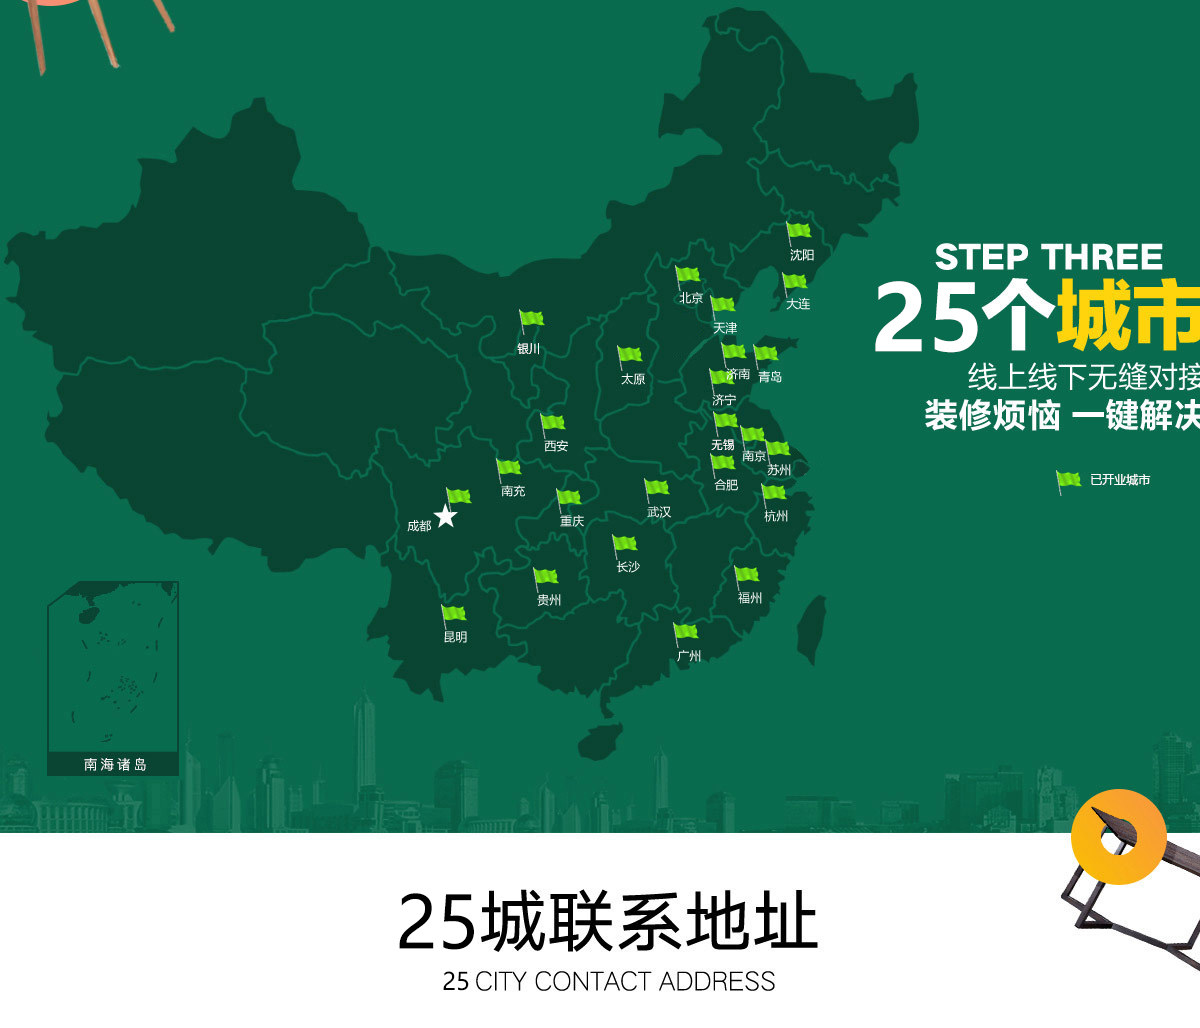 沈阳
STEP THREE
北京
大连
25个城市
天津
银川
济南
青岛
太原
线上线下无缝对接
济宁
装修烦恼 一键解决
无锡
西安
南京
苏州
南充
合肥
已开业城市
武汉
杭州
重庆
成都
长沙
贵州
福州
昆明
广州
南海诸岛
25城联系地址
25 CITY CONTACT ADDRESS